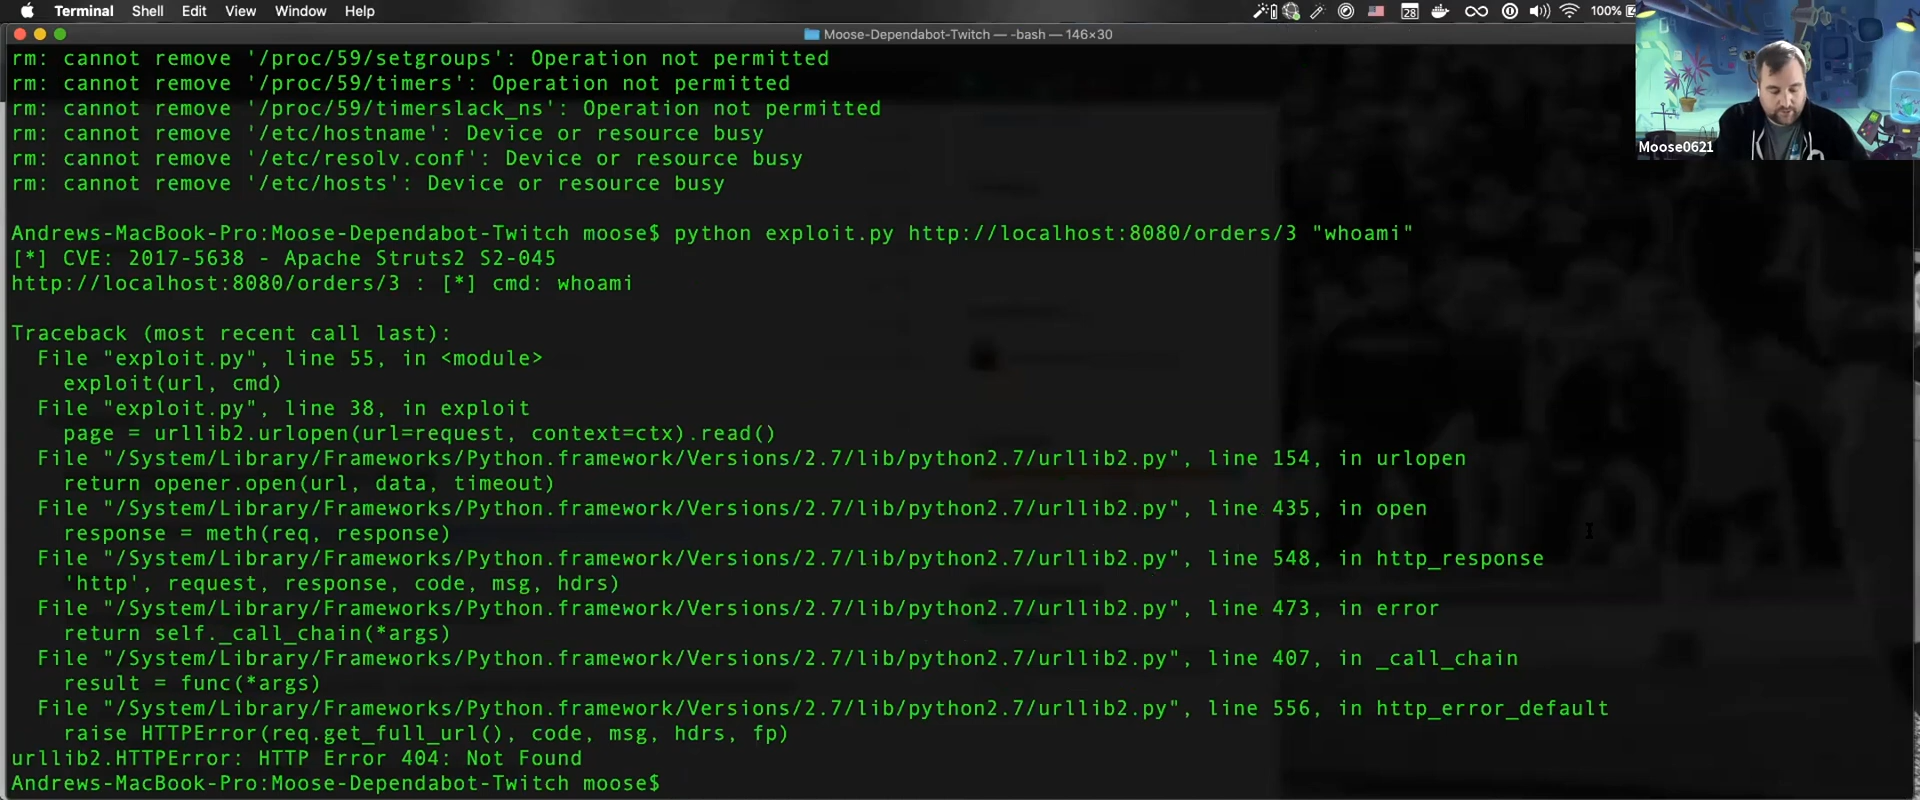 Terminal Shell Edit View Window Help 28 100%
Moose-Dependabot-Twitch — -bash — 146×30
rm: cannot remove '/proc/59/setgroups': Operation not permitted
rm: cannot remove '/proc/59/timers': Operation not permitted
rm: cannot remove '/proc/59/timerslack_ns': Operation not permitted
rm: cannot remove '/etc/hostname': Device or resource busy
rm: cannot remove '/etc/resolv.conf': Device or resource busy
rm: cannot remove '/etc/hosts': Device or resource busy
Moose0621
Andrews-MacBook-Pro:Moose-Dependabot-Twitch moose$ python exploit.py http://localhost:8080/orders/3 "whoami"
[*] CVE: 2017-5638 - Apache Struts2 S2-045
http://localhost:8080/orders/3 : [*] cmd: whoami
Traceback (most recent call last):
  File "exploit.py", line 55, in <module>
    exploit(url, cmd)
  File "exploit.py", line 38, in exploit
    page = urllib2.urlopen(url=request, context=ctx).read()
  File "/System/Library/Frameworks/Python.framework/Versions/2.7/lib/python2.7/urllib2.py", line 154, in urlopen
    return opener.open(url, data, timeout)
  File "/System/Library/Frameworks/Python.framework/Versions/2.7/lib/python2.7/urllib2.py", line 435, in open
    response = meth(req, response)
  File "/System/Library/Frameworks/Python.framework/Versions/2.7/lib/python2.7/urllib2.py", line 548, in http_response
    'http', request, response, code, msg, hdrs)
  File "/System/Library/Frameworks/Python.framework/Versions/2.7/lib/python2.7/urllib2.py", line 473, in error
    return self._call_chain(*args)
  File "/System/Library/Frameworks/Python.framework/Versions/2.7/lib/python2.7/urllib2.py", line 407, in _call_chain
    result = func(*args)
  File "/System/Library/Frameworks/Python.framework/Versions/2.7/lib/python2.7/urllib2.py", line 556, in http_error_default
    raise HTTPError(req.get_full_url(), code, msg, hdrs, fp)
urllib2.HTTPError: HTTP Error 404: Not Found
Andrews-MacBook-Pro:Moose-Dependabot-Twitch moose$